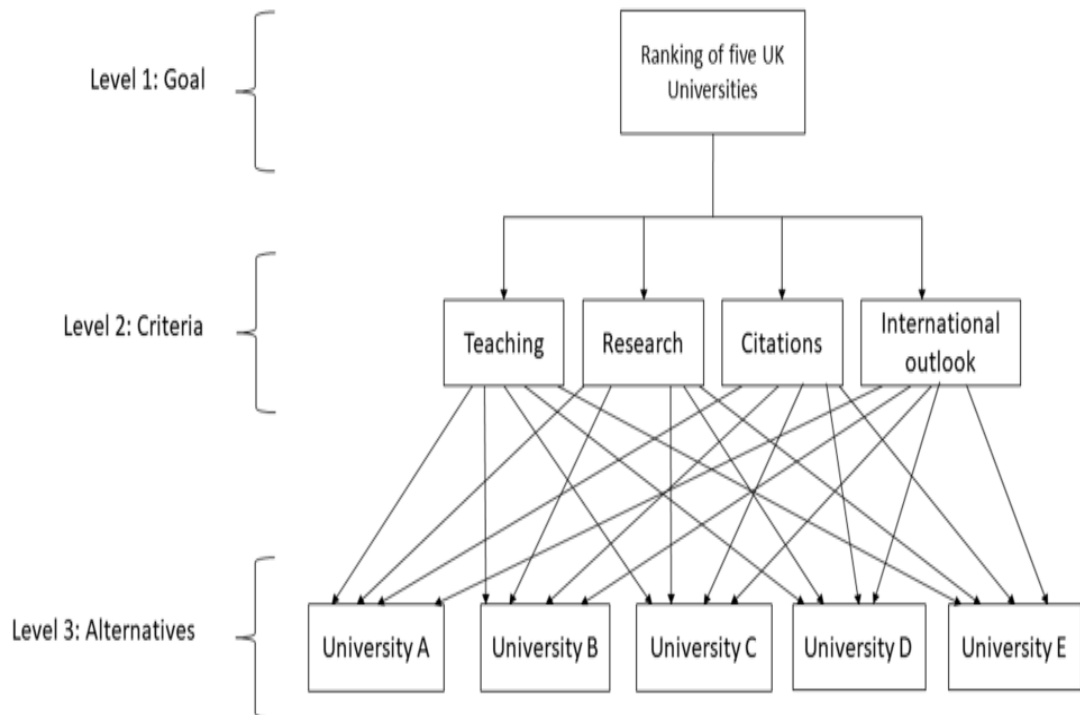 Level 1: Goal
Ranking of five UK
Universities
Level 2: Criteria
Teaching
Research
Citations
International
outlook
Level 3: Alternatives
University A
University B
University C
University D
University E